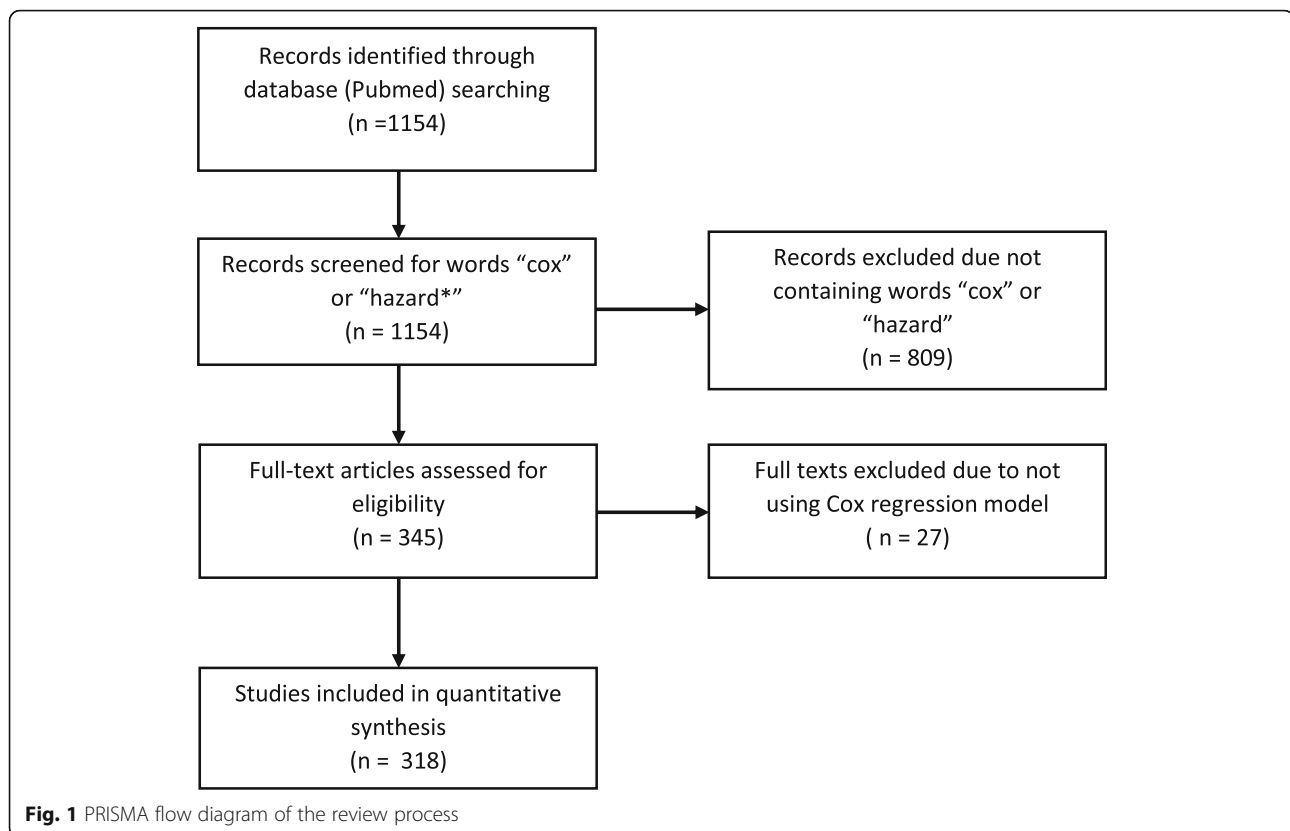 Records identified through
database (Pubmed) searching
(n =1154)
Records screened for words “cox”
or “hazard*”
(n = 1154)
Records excluded due not
containing words “cox” or
“hazard”
(n = 809)
Full-text articles assessed for
eligibility
(n = 345)
Full texts excluded due to not
using Cox regression model
( n = 27)
Studies included in quantitative
synthesis
(n = 318)
Fig. 1 PRISMA flow diagram of the review process